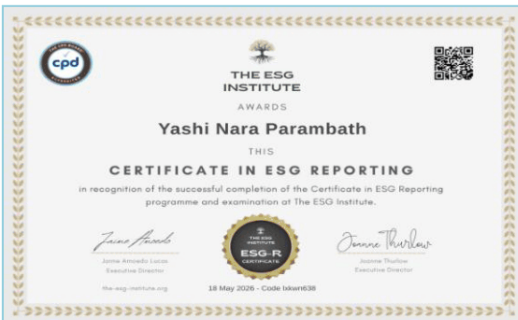 cpd
THE ESG
INSTITUTE
AWARDS
Yashi Nara Parambath
THIS
CERTIFICATE IN ESG REPORTING
in recognition of the successful completion of the Certificate in ESG Reporting
programme and examination at The ESG Institute.
THE ESG
INSTITUTE
ESG-R
CERTIFICATE
Executive Director
Joanne Thurlow
Executive Director
the-esg-institute.org
18 May 2026 - Code